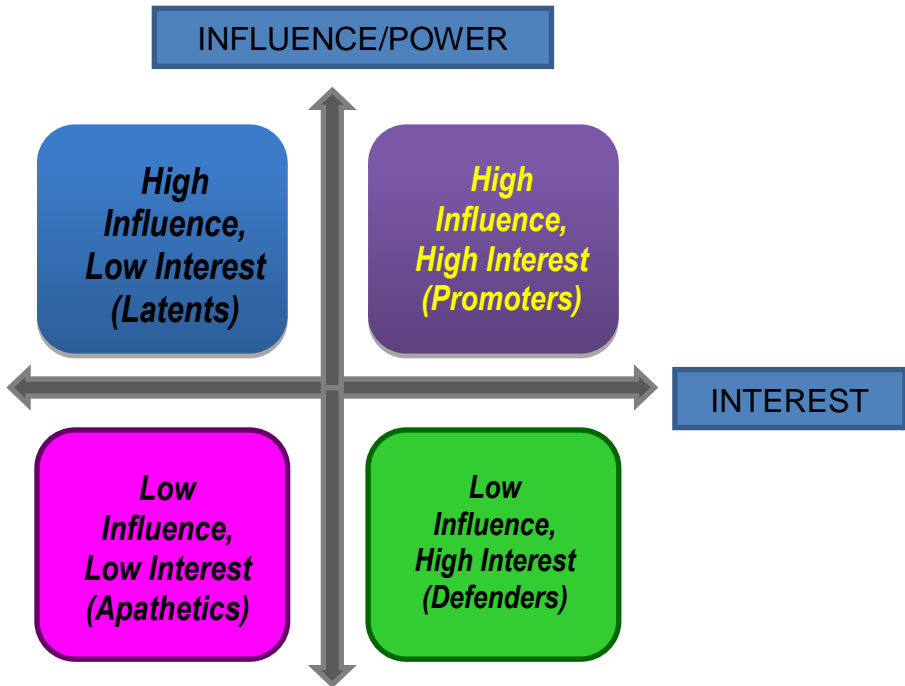 INFLUENCE/POWER
High
Influence,
Low Interest
(Latents)
High
Influence,
High Interest
(Promoters)
INTEREST
Low
Influence,
Low Interest
(Apathetics)
Low
Influence,
High Interest
(Defenders)